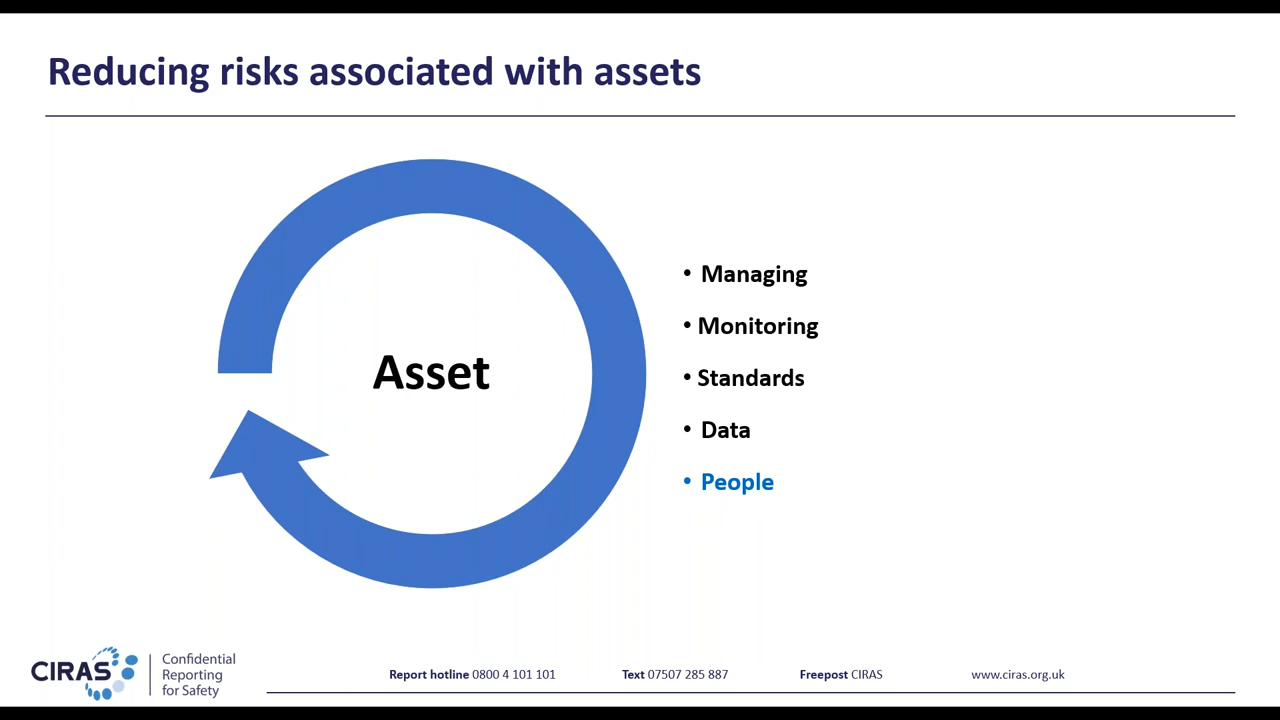 Reducing risks associated with assets
Asset
• Managing
• Monitoring
• Standards
• Data
• People
CIRAS
Confidential
Reporting
for Safety
Report hotline 0800 4 101 101
Text 07507 285 887
Freepost CIRAS
www.ciras.org.uk